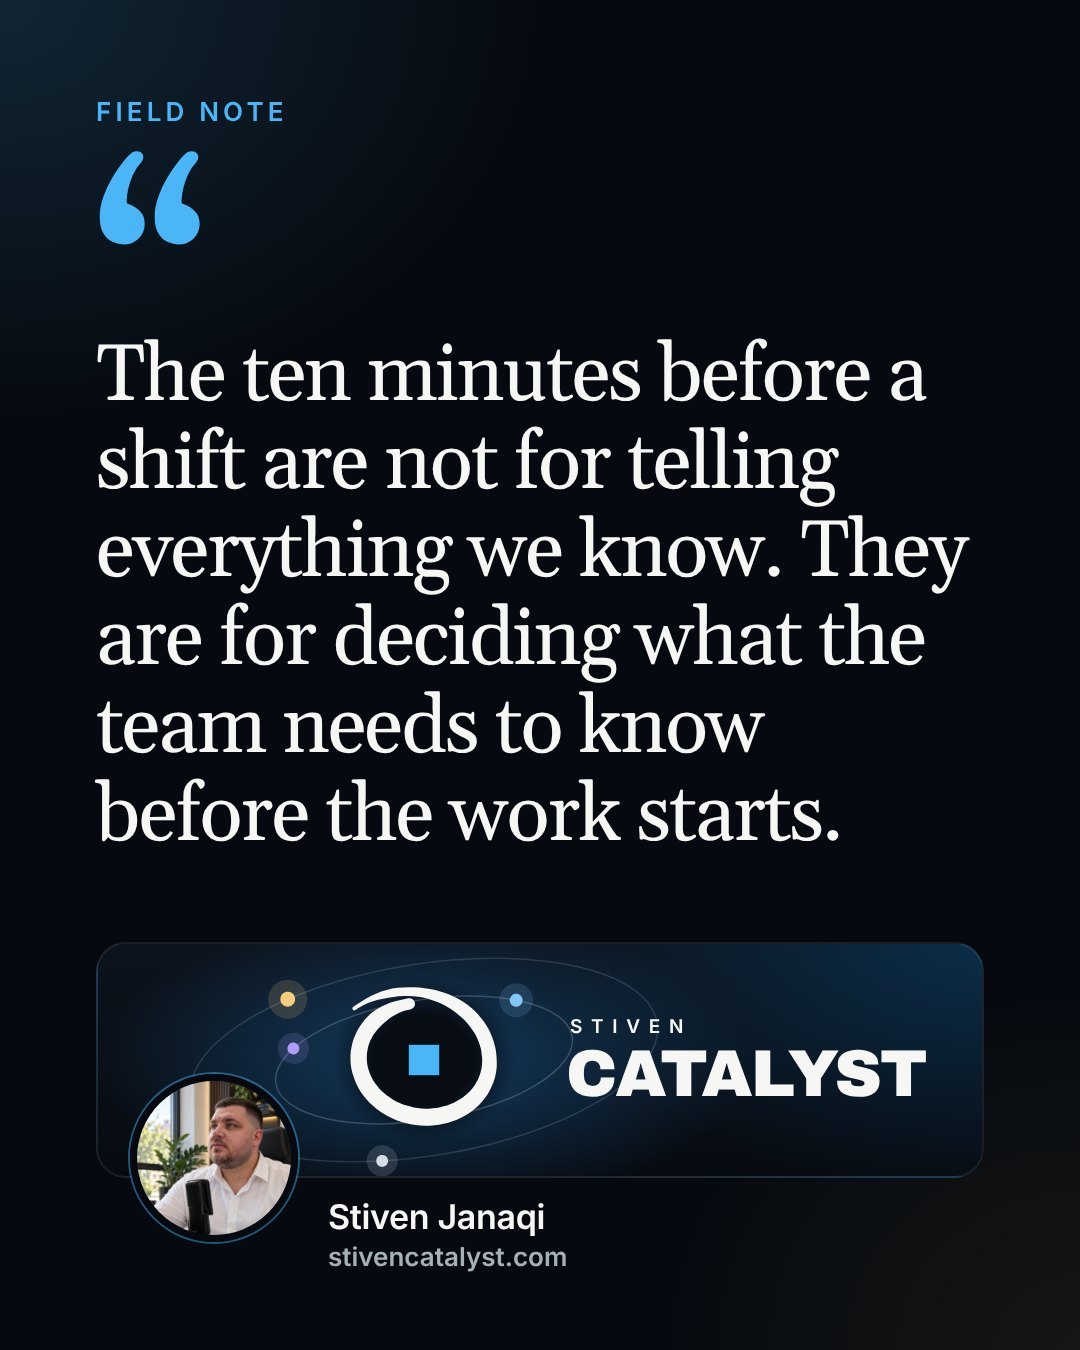 FIELD NOTE
“
The ten minutes before a
shift are not for telling
everything we know. They
are for deciding what the
team needs to know
before the work starts.
STIVEN
CATALYST
Stiven Janaqi
stivencatalyst.com